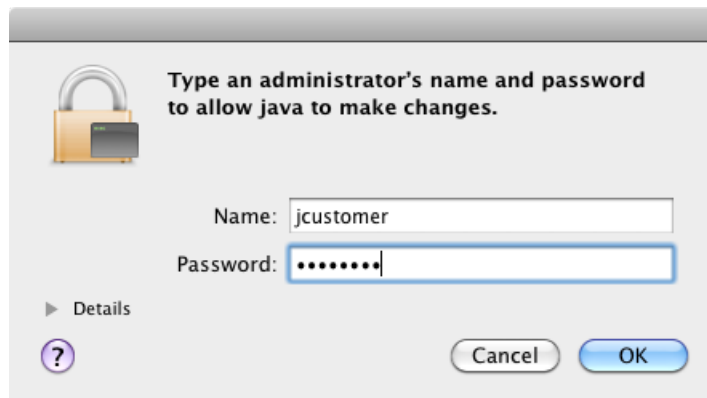 Type an administrator's name and password
to allow java to make changes.
Name: jcustomer
Password: ••••••••
Details
?
Cancel OK